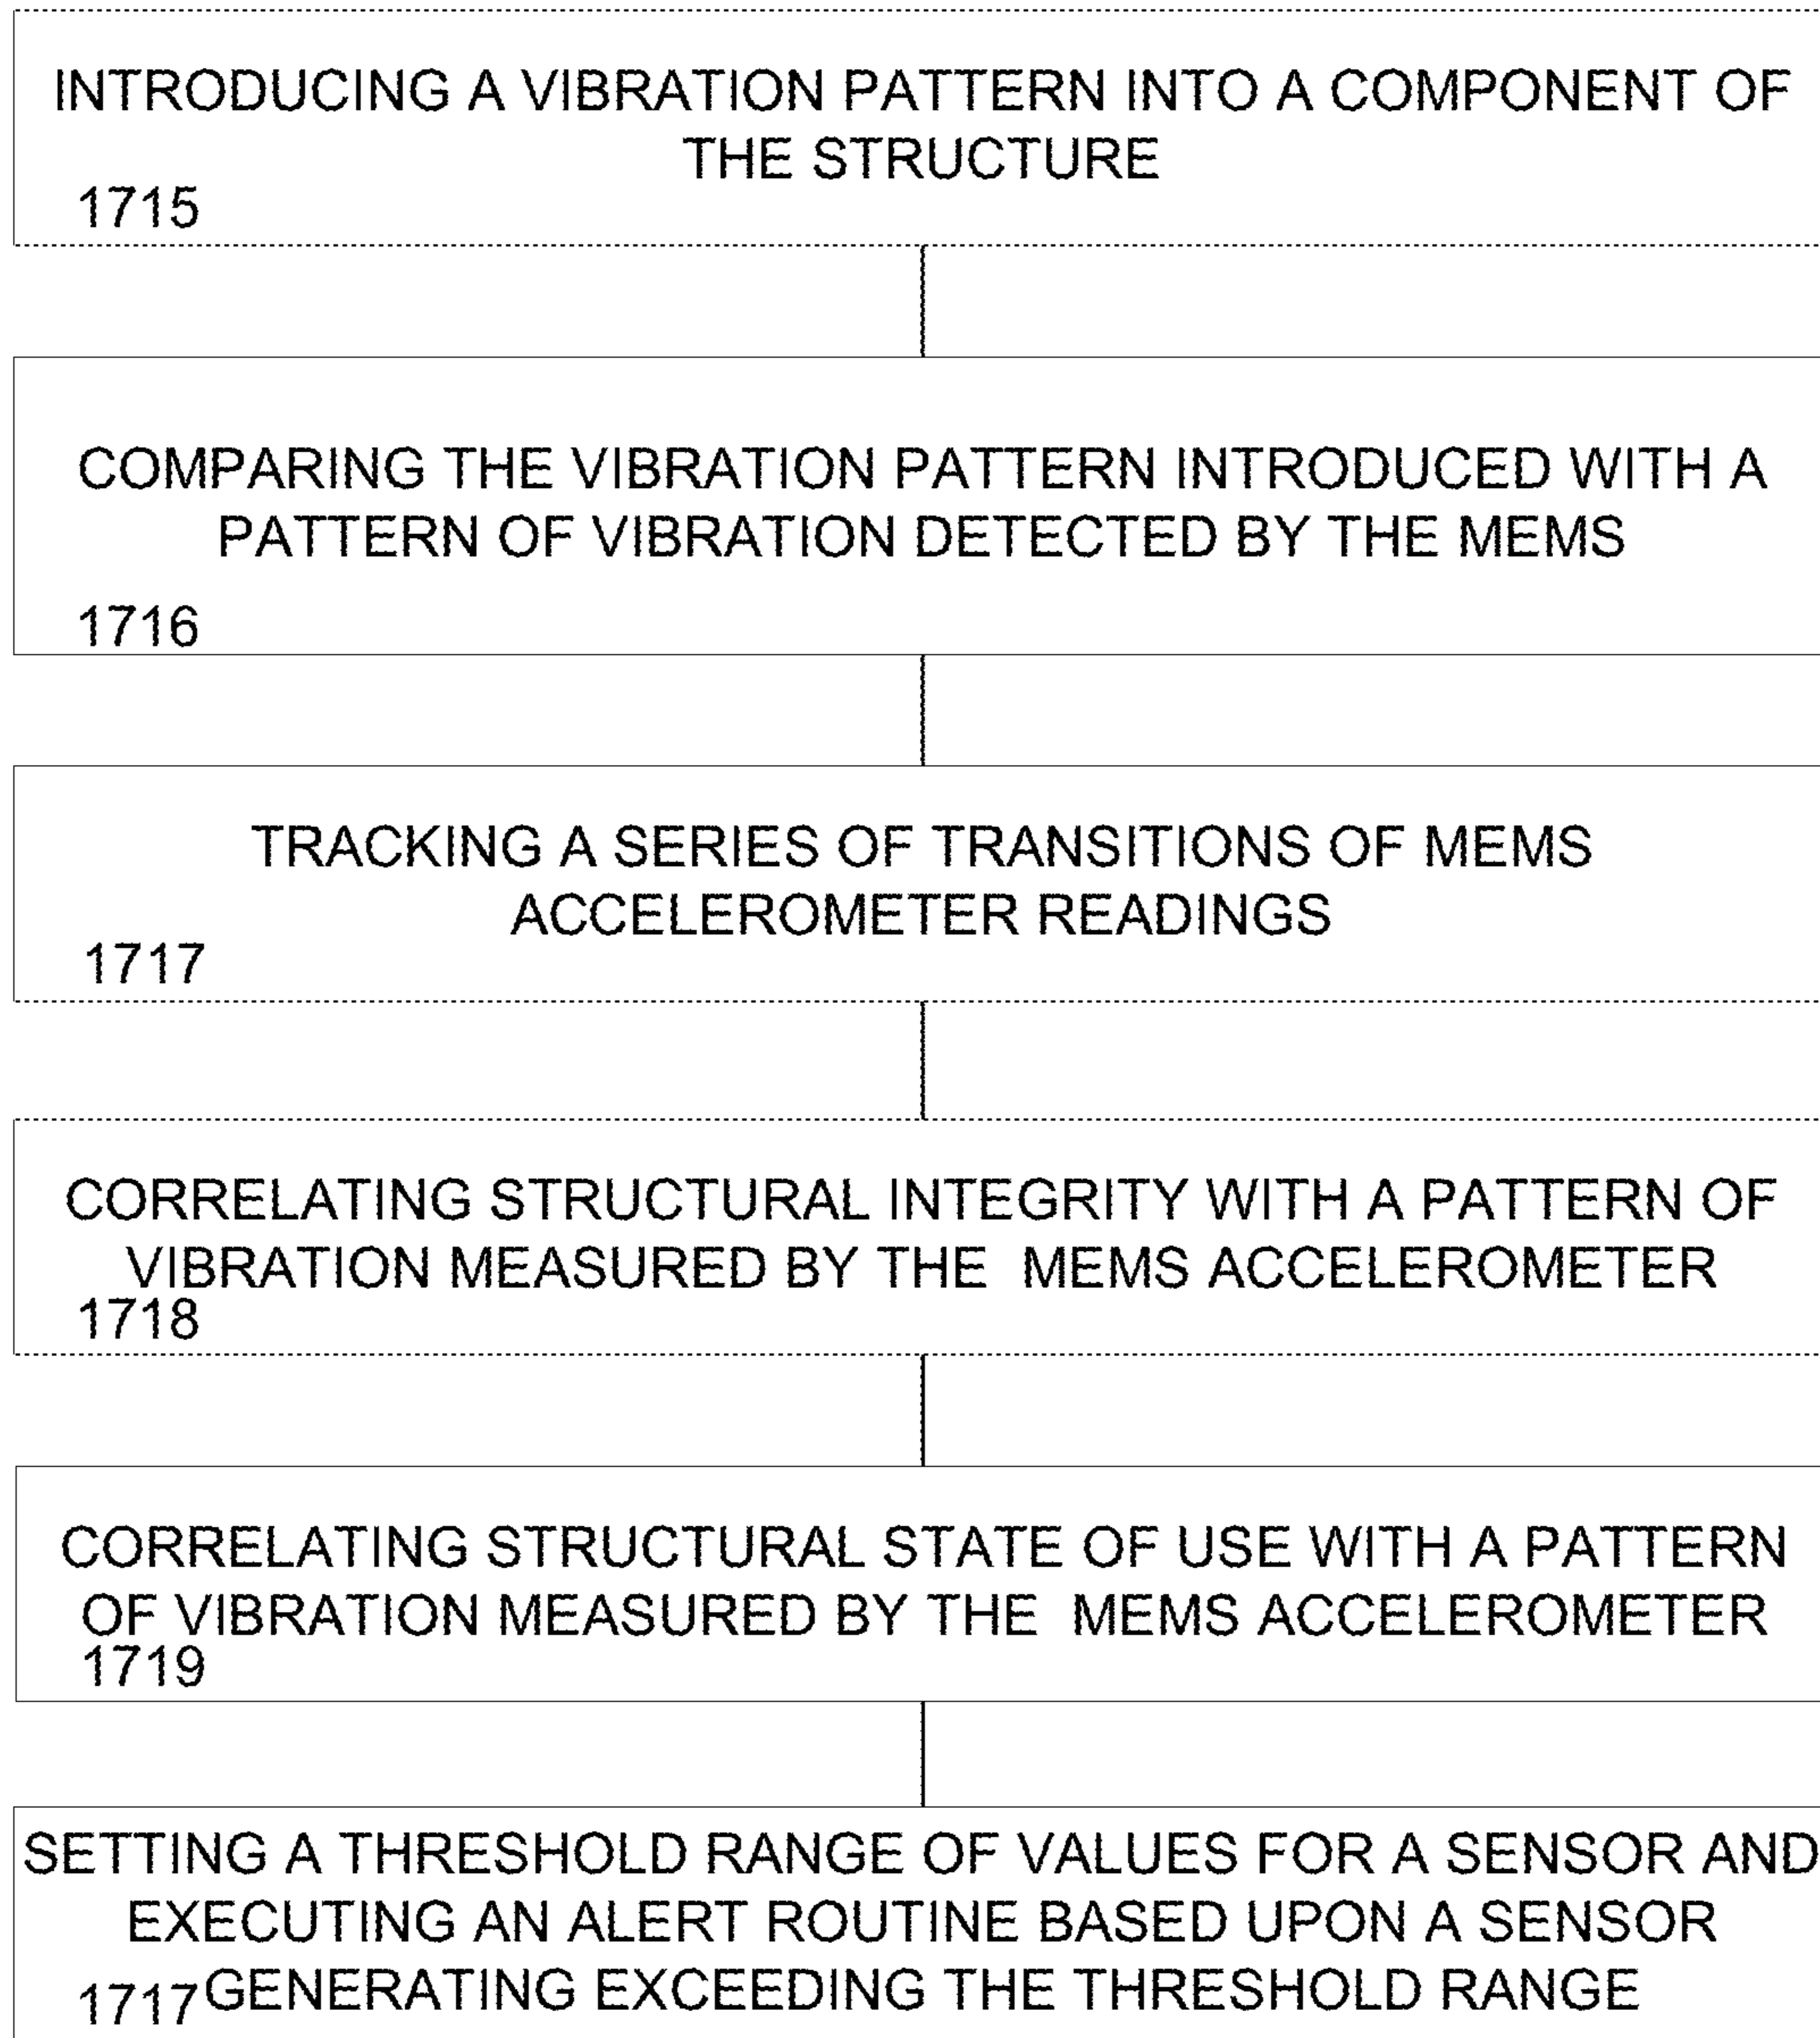 INTRODUCING A VIBRATION PATTERN INTO A COMPONENT OF
THE STRUCTURE
1715
COMPARING THE VIBRATION PATTERN INTRODUCED WITH A
PATTERN OF VIBRATION DETECTED BY THE MEMS
1716
TRACKING A SERIES OF TRANSITIONS OF MEMS
ACCELEROMETER READINGS
1717
CORRELATING STRUCTURAL INTEGRITY WITH A PATTERN OF
VIBRATION MEASURED BY THE MEMS ACCELEROMETER
1718
CORRELATING STRUCTURAL STATE OF USE WITH A PATTERN
OF VIBRATION MEASURED BY THE MEMS ACCELEROMETER
1719
SETTING A THRESHOLD RANGE OF VALUES FOR A SENSOR AND
EXECUTING AN ALERT ROUTINE BASED UPON A SENSOR
1717 GENERATING EXCEEDING THE THRESHOLD RANGE